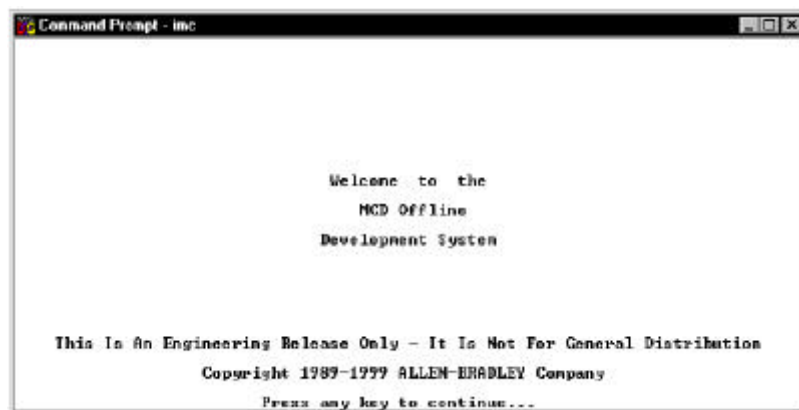 Command Prompt - imc
Welcome to the
MCD Offline
Development System
This Is An Engineering Release Only - It Is Not For General Distribution
Copyright 1989-1999 ALLEN-BRADLEY Company
Press any key to continue...